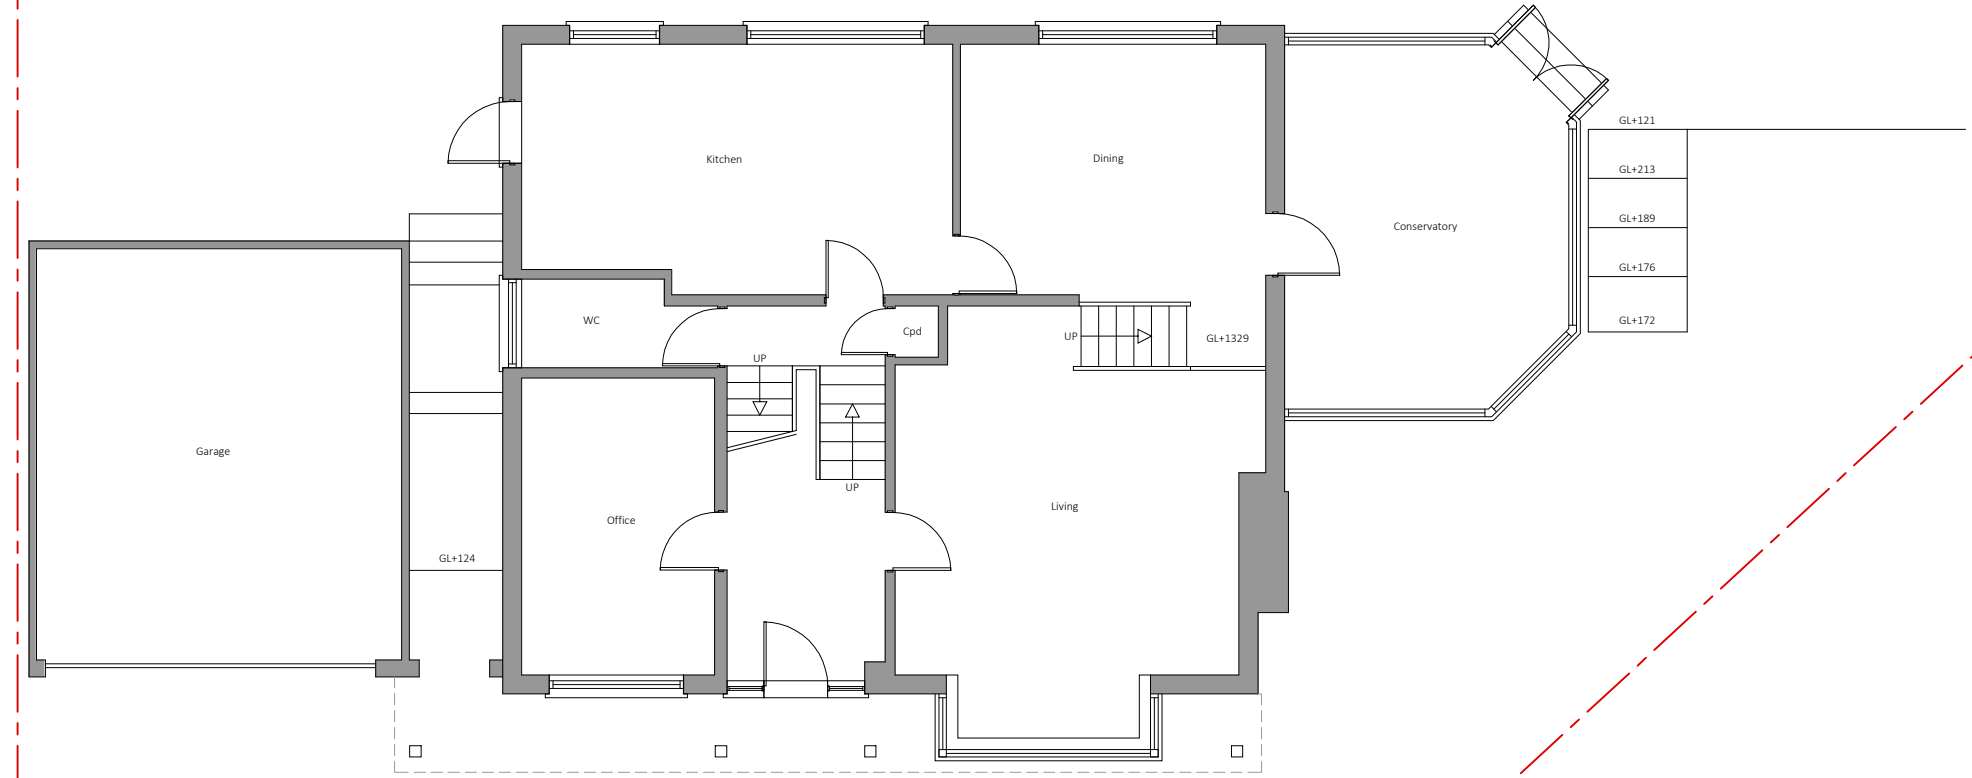 GL+121
Kitchen
Dining
GL+213
GL+189
Conservatory
GL+176
WC
Cpd
UP
GL+1329
GL+172
UP
Garage
UP
Living
Office
GL+124